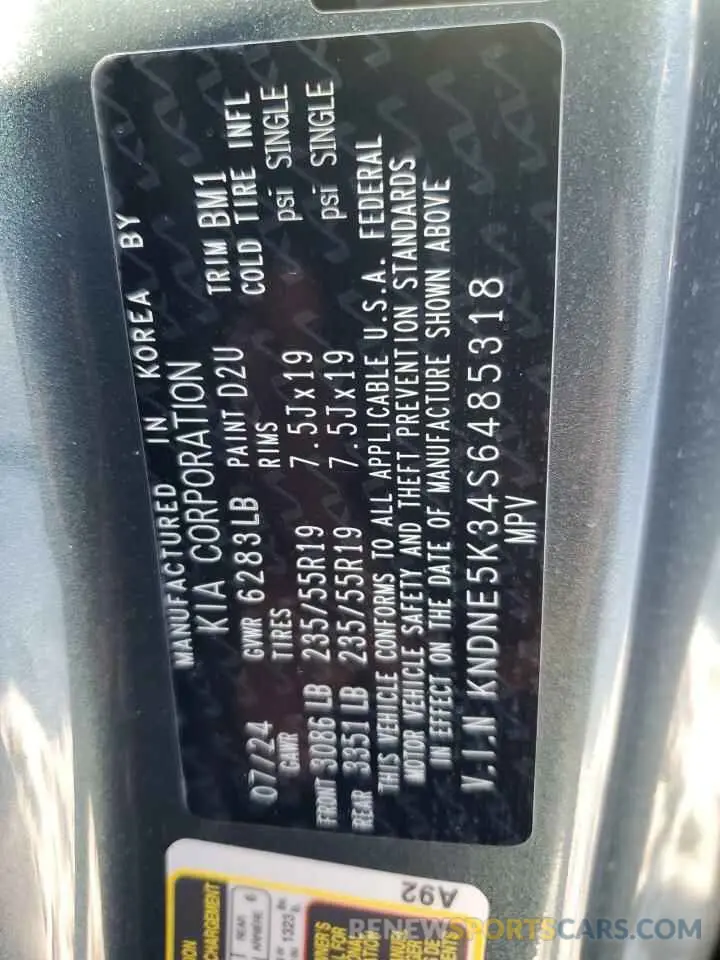 MANUFACTURED IN KOREA BY
KIA CORPORATION
07/24 GVWR 6283LB PAINT D2U TRIM BM1
GAWR TIRES RIMS COLD TIRE INFL
FRONT 3086 LB 235/55R19 7.5Jx19 psi SINGLE
REAR 3351 LB 235/55R19 7.5Jx19 psi SINGLE
THIS VEHICLE CONFORMS TO ALL APPLICABLE U.S.A. FEDERAL
MOTOR VEHICLE SAFETY AND THEFT PREVENTION STANDARDS
IN EFFECT ON THE DATE OF MANUFACTURE SHOWN ABOVE
V.I.N KNDNE5K34S6485318
MPV
A92
REAR 6
1323
RENEWSPORTSCARS.COM